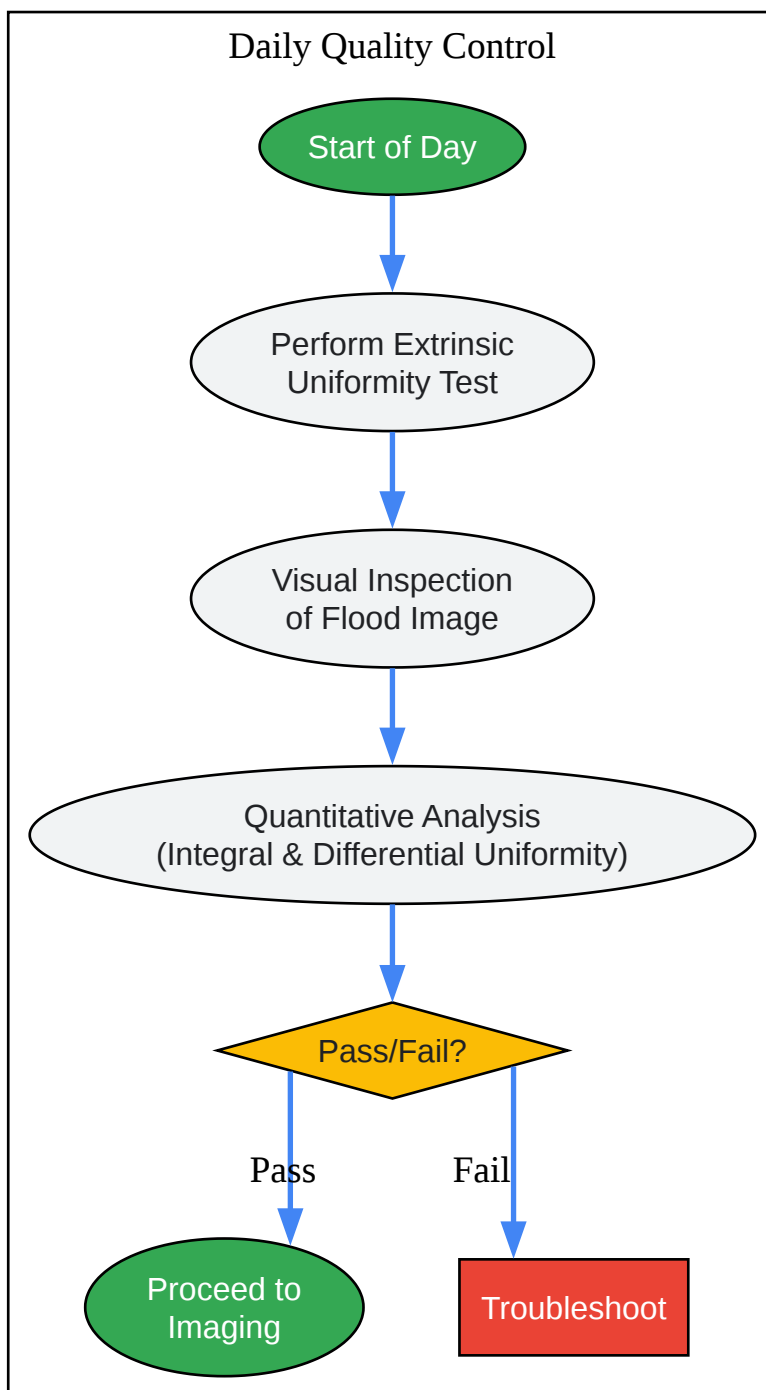 Daily Quality Control
Start of Day
Perform Extrinsic
Uniformity Test
Visual Inspection
of Flood Image
Quantitative Analysis
(Integral & Differential Uniformity)
Pass/Fail?
Pass
Fail
Proceed to
Imaging
Troubleshoot